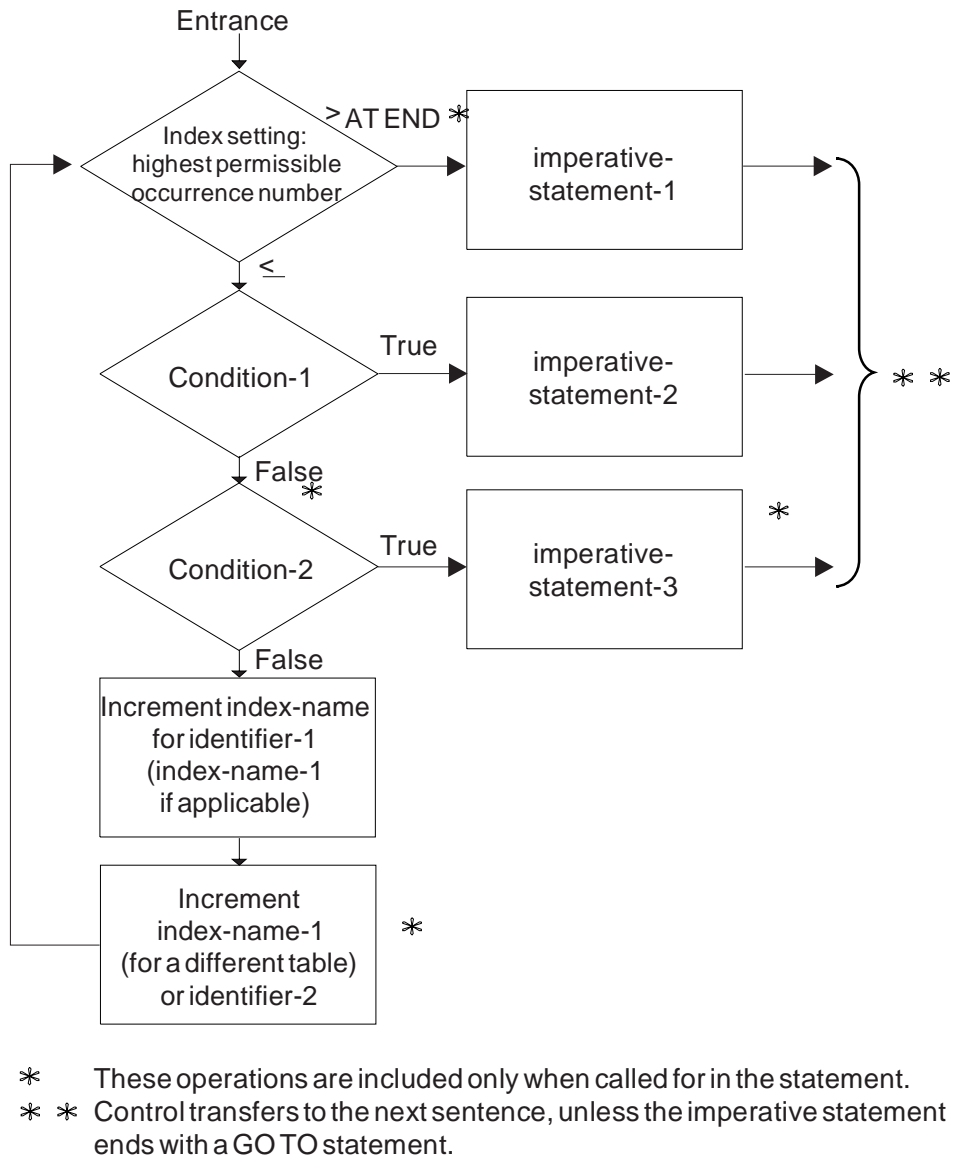 Entrance
> AT END *
Index setting:
highest permissible
occurrence number
imperative-
statement-1
<
Condition-1
True
imperative-
statement-2
* *
False
*
Condition-2
True
imperative-
statement-3
*
False
Increment index-name
for identifier-1
(index-name-1
if applicable)
Increment
index-name-1
(for a different table)
or identifier-2
*
* These operations are included only when called for in the statement.
* * Control transfers to the next sentence, unless the imperative statement
ends with a GO TO statement.